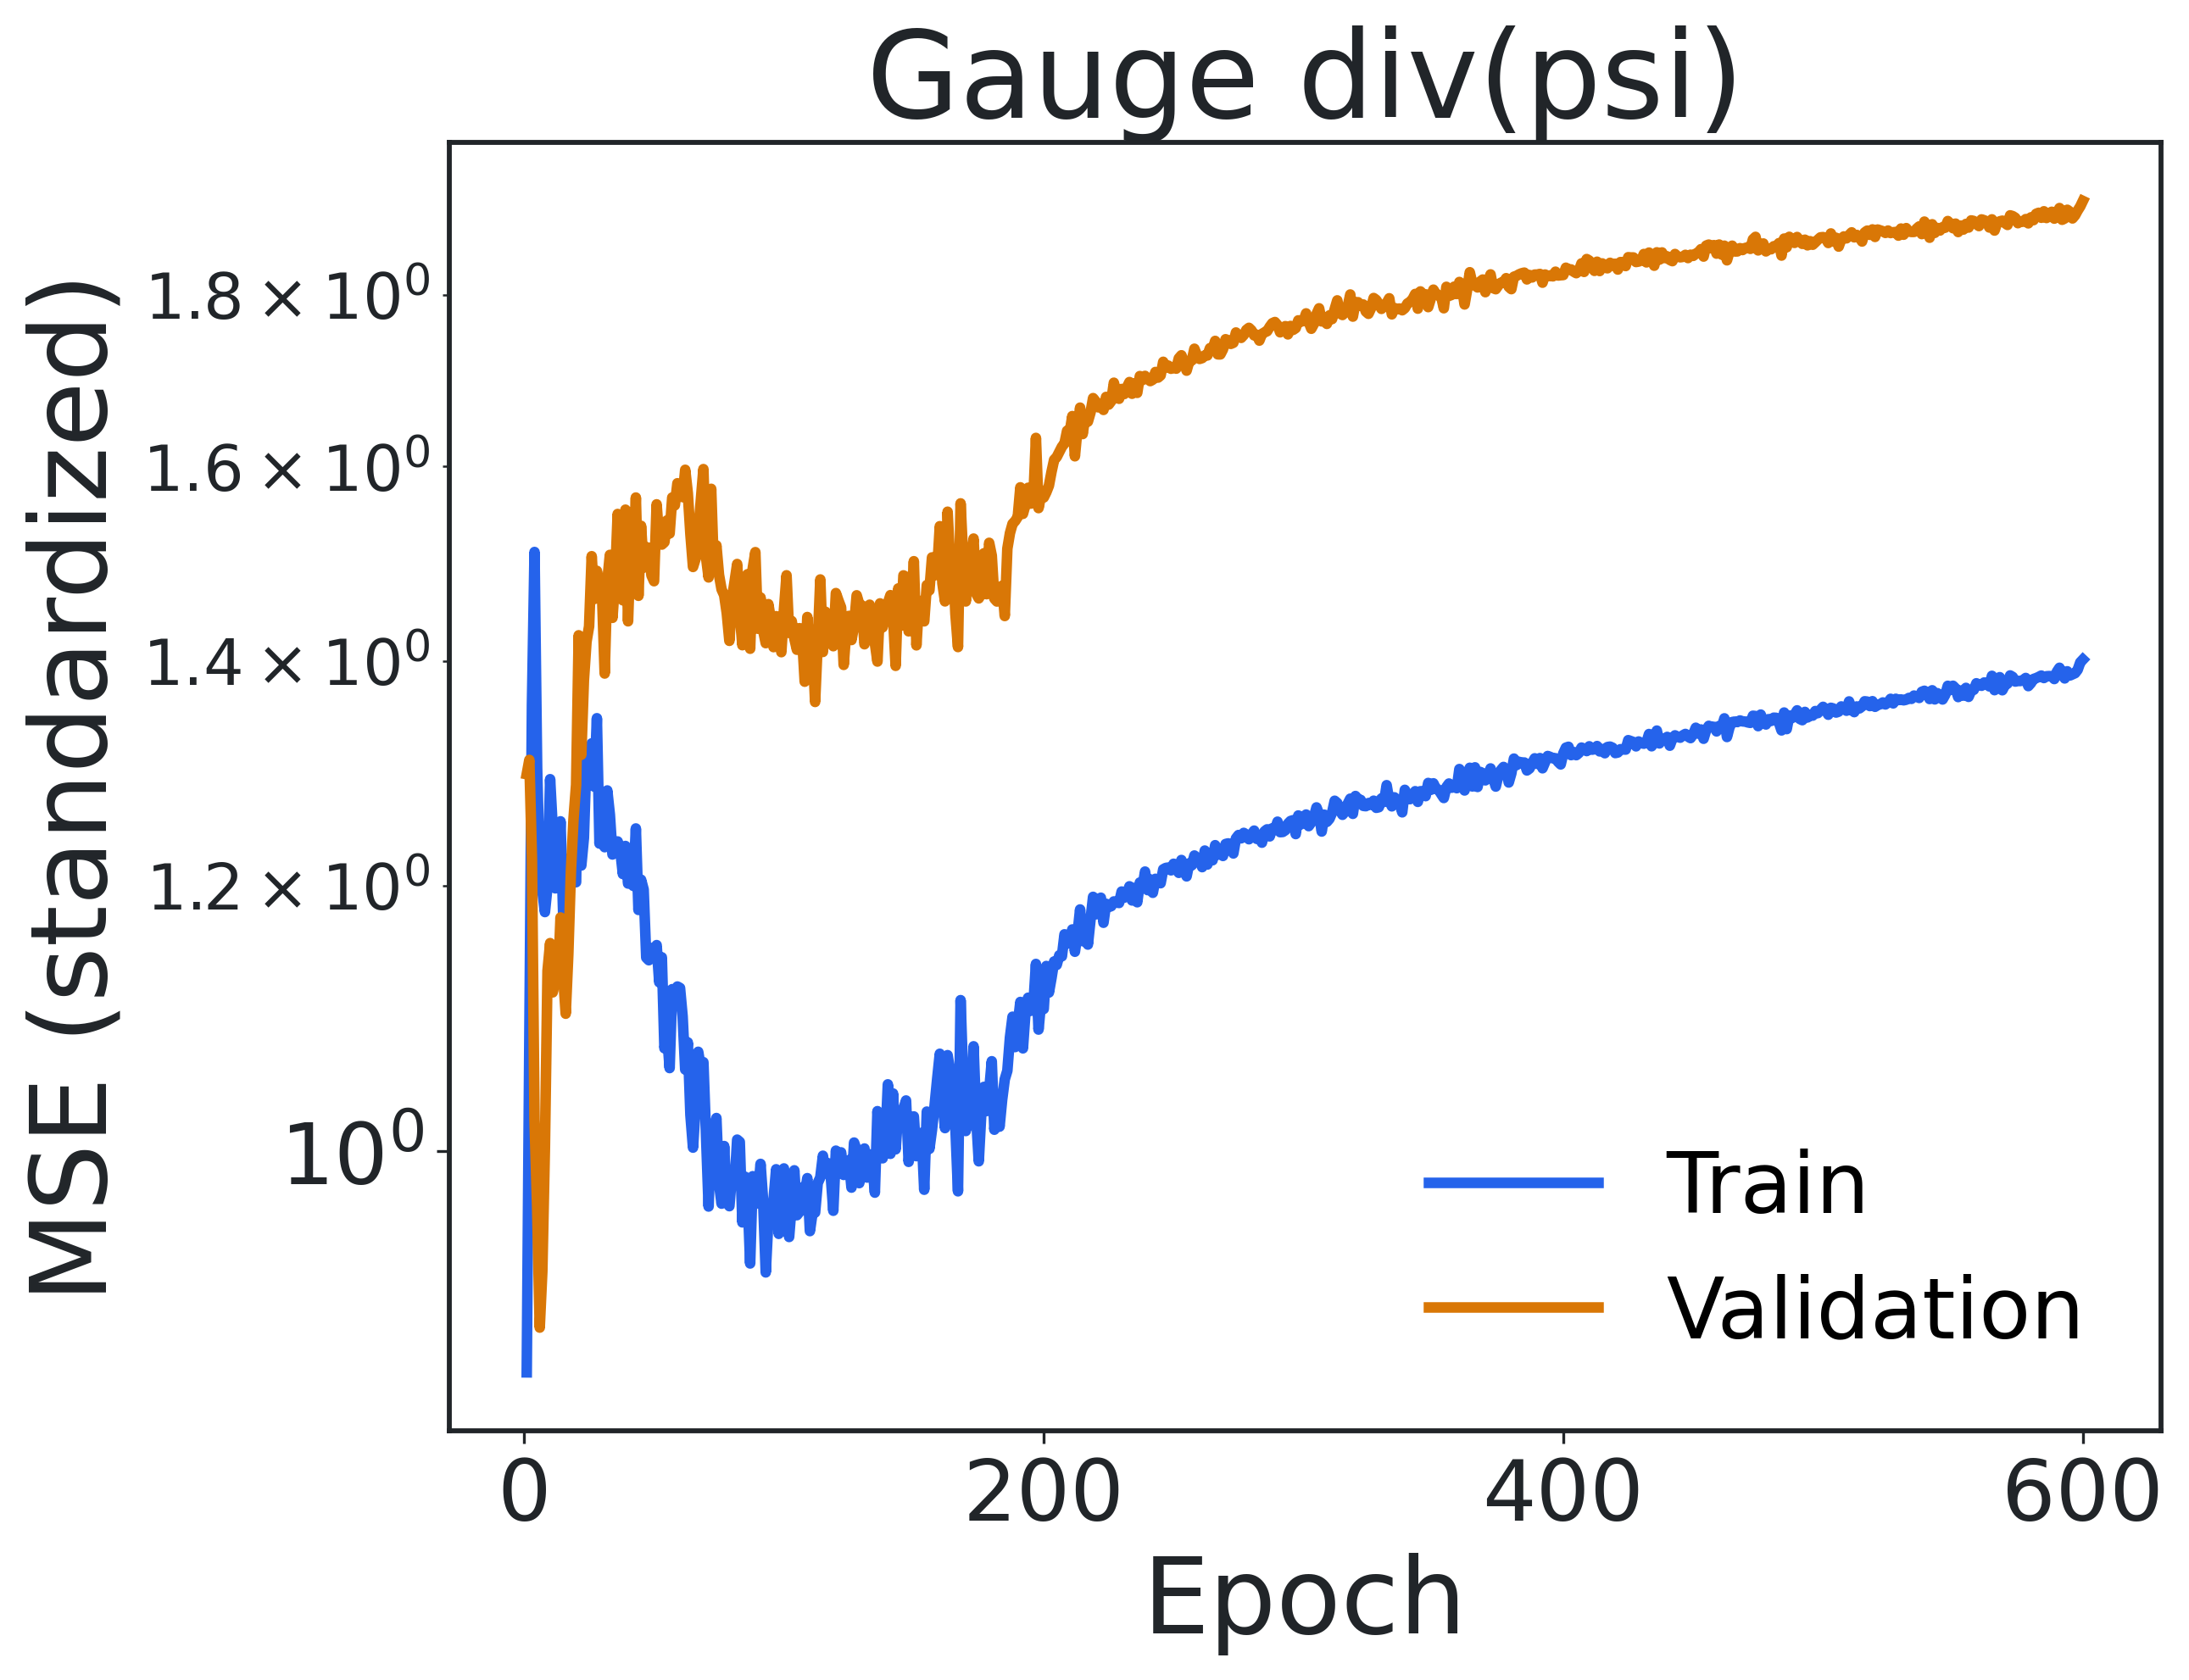 Gauge div(psi)
MSE (standardized)
1.8 × 10⁰
1.6 × 10⁰
1.4 × 10⁰
1.2 × 10⁰
10⁰
Train
Validation
0 200 400 600
Epoch